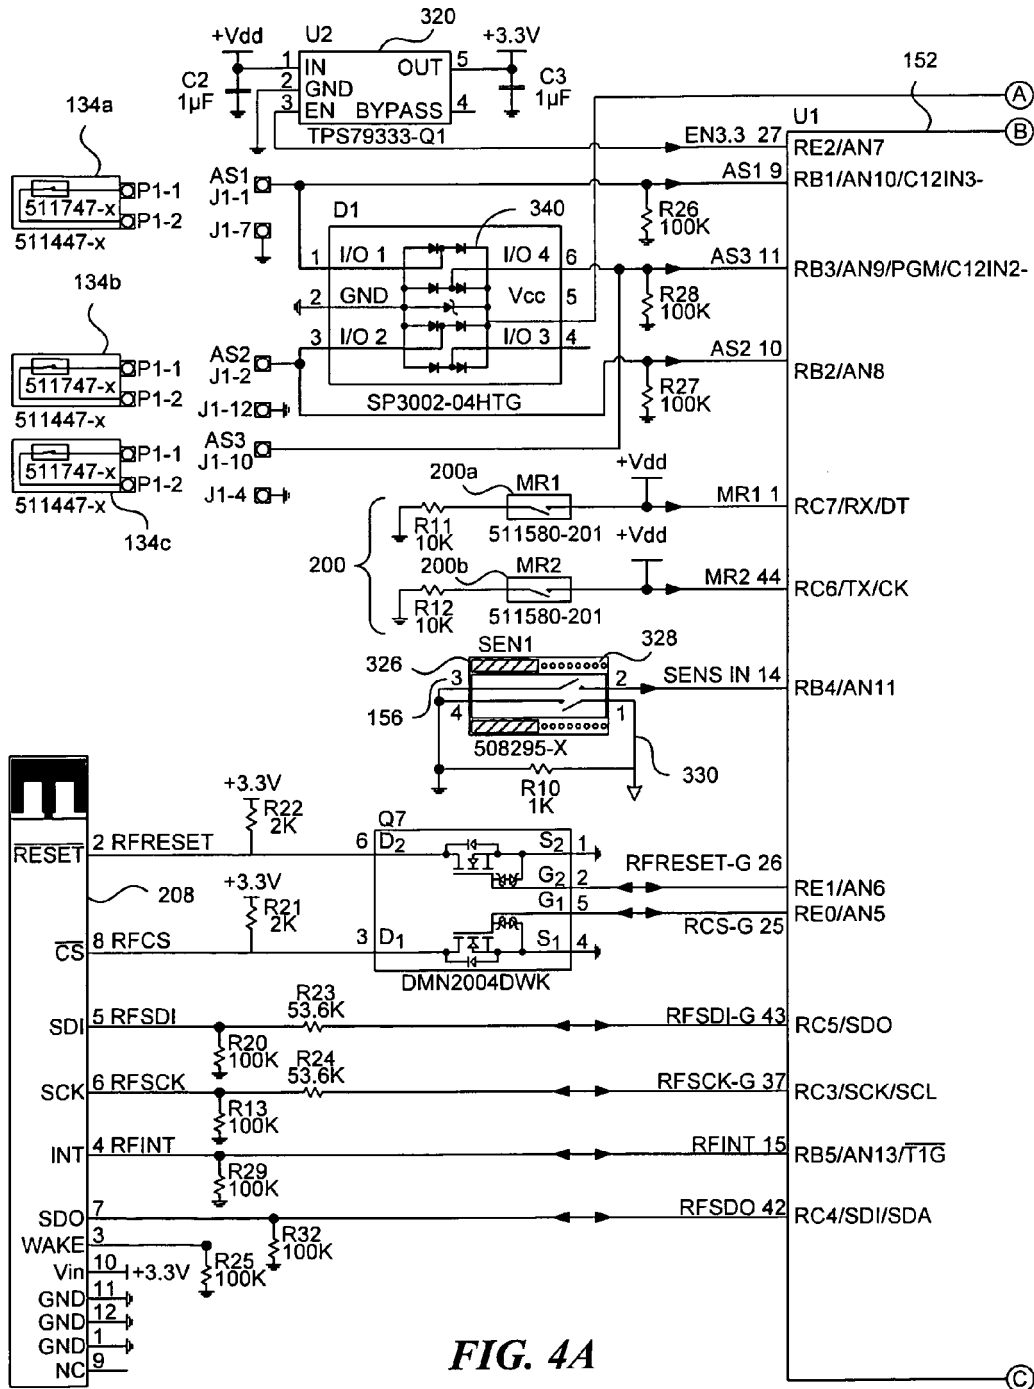 U2
320
+Vdd
+3.3V
1 IN OUT 5
2 GND
3 EN BYPASS 4
C2
1µF
C3
1µF
TPS79333-Q1
152
A
B
U1
EN3.3 27 RE2/AN7
134a
P1-1
511747-x
P1-2
511447-x
AS1
J1-1
J1-7
AS1 9 RB1/AN10/C12IN3-
R26
100K
D1
340
1 I/O 1 I/O 4 6
2 GND Vcc 5
3 I/O 2 I/O 3 4
SP3002-04HTG
AS3 11 RB3/AN9/PGM/C12IN2-
R28
100K
AS2 10 RB2/AN8
R27
100K
134b
P1-1
511747-x
P1-2
511447-x
AS2
J1-2
J1-12
AS3
J1-10
J1-4
P1-1
511747-x
P1-2
511447-x
134c
200a
MR1
+Vdd
MR1 1 RC7/RX/DT
R11
10K
511580-201
200
200b
MR2
+Vdd
MR2 44 RC6/TX/CK
R12
10K
511580-201
SEN1
326
328
3 2
SENS IN 14 RB4/AN11
156
4 1
508295-X
330
R10
1K
+3.3V
R22
2K
Q7
RESET 2 RFRESET
6 D2 S2 1
G2 2
RFRESET-G 26 RE1/AN6
G1 5
RCS-G 25 RE0/AN5
208
+3.3V
R21
2K
CS 8 RFCS
3 D1 S1 4
DMN2004DWK
SDI 5 RFSDI
R23
53.6K
RFSDI-G 43 RC5/SDO
R20
100K
R24
53.6K
SCK 6 RFSCK
RFSCK-G 37 RC3/SCK/SCL
R13
100K
INT 4 RFINT
RFINT 15 RB5/AN13/T1G
R29
100K
SDO 7
RFSDO 42 RC4/SDI/SDA
R32
100K
WAKE 3
R25
100K
Vin 10 +3.3V
GND 11
GND 12
GND 1
NC 9
FIG. 4A
C